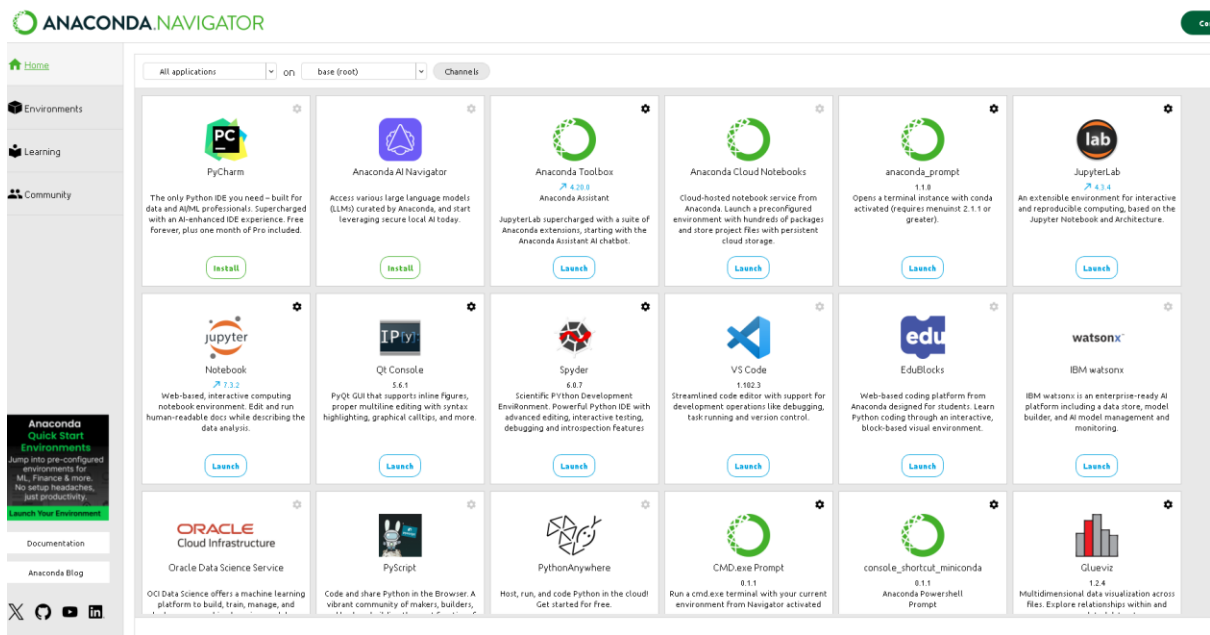 ANACONDA.NAVIGATOR
Home
Environments
Learning
Community
All applications
on
base (root)
Channels
PC
PyCharm
The only Python IDE you need – built for
data and AI/ML professionals. Supercharged
with an AI-enhanced IDE experience. Free
forever, plus one month of Pro included.
Install
Anaconda AI Navigator
Access various large language models
(LLMs) curated by Anaconda, and start
leveraging secure local AI today.
Install
Anaconda Toolbox
4.20.0
Anaconda Assistant
JupyterLab supercharged with a suite of
Anaconda extensions, starting with the
Anaconda Assistant AI chatbot.
Launch
Anaconda Cloud Notebooks
Cloud-hosted notebook service from
Anaconda. Launch a preconfigured
environment with hundreds of packages
and store project files with persistent
cloud storage.
Launch
anaconda_prompt
1.1.0
Opens a terminal instance with conda
activated (requires menuinst 2.1.1 or
greater).
Launch
lab
JupyterLab
4.3.4
An extensible environment for interactive
and reproducible computing, based on the
Jupyter Notebook and Architecture.
Launch
jupyter
Notebook
7.3.2
Web-based, interactive computing
notebook environment. Edit and run
human-readable docs while describing the
data analysis.
Launch
IP[y]:
Qt Console
5.6.1
PyQt GUI that supports inline figures,
proper multiline editing with syntax
highlighting, graphical calltips, and more.
Launch
Spyder
6.0.7
Scientific PYthon Development
EnviRonment. Powerful Python IDE with
advanced editing, interactive testing,
debugging and introspection features
Launch
VS Code
1.102.3
Streamlined code editor with support for
development operations like debugging,
task running and version control.
Launch
edu
EduBlocks
Web-based coding platform from
Anaconda designed for students. Learn
Python coding through an interactive,
block-based visual environment.
Launch
watsonx
IBM watsonx
IBM watsonx is an enterprise-ready AI
platform including a data store, model
builder, and AI model management and
monitoring.
Launch
ORACLE
Cloud Infrastructure
Oracle Data Science Service
OCI Data Science offers a machine learning
platform to build, train, manage, and
PyScript
Code and share Python in the Browser. A
vibrant community of makers, builders,
PythonAnywhere
Host, run, and code Python in the cloud!
Get started for free.
CMD.exe Prompt
0.1.1
Run a cmd.exe terminal with your current
environment from Navigator activated
console_shortcut_miniconda
0.1.1
Anaconda Powershell
Prompt
Glueviz
1.2.4
Multidimensional data visualization across
files. Explore relationships within and
Anaconda
Quick Start
Environments
Jump into pre-configured
environments for
ML, Finance & more.
No setup headaches,
just productivity.
Launch Your Environment
Documentation
Anaconda Blog